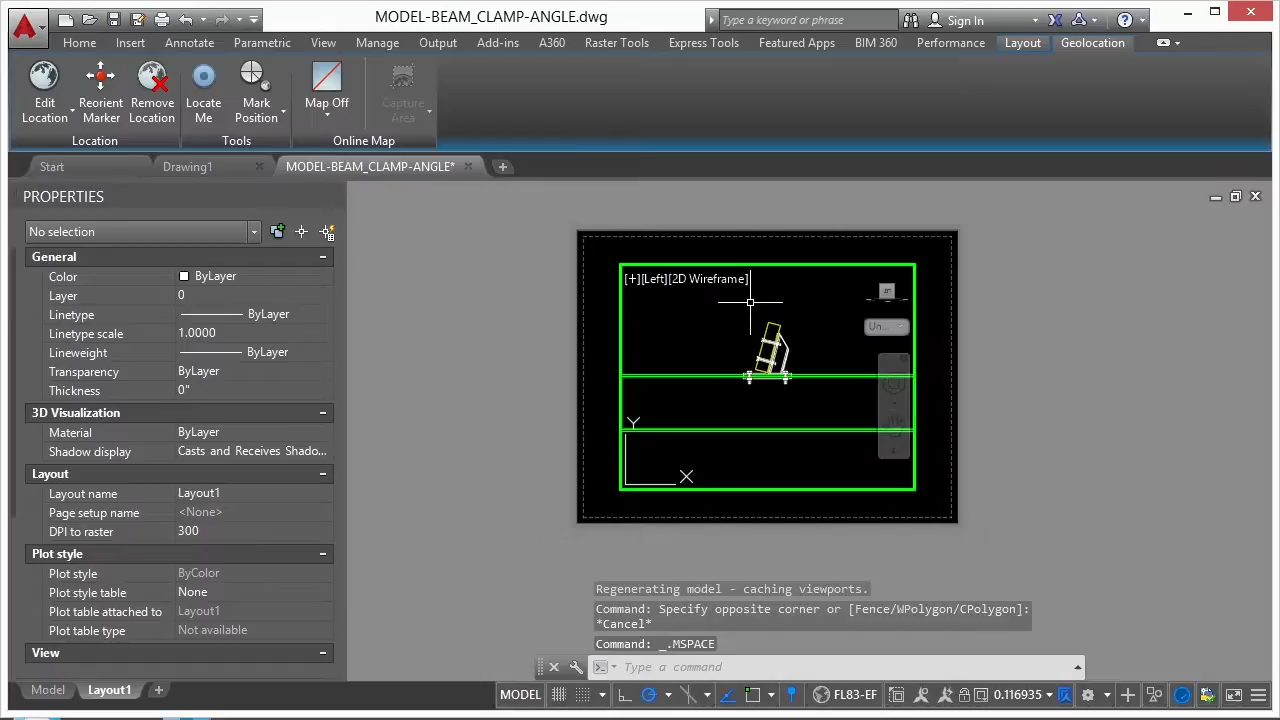 MODEL-BEAM_CLAMP-ANGLE.dwg
Type a keyword or phrase
Sign In
Home Insert Annotate Parametric View Manage Output Add-ins A360 Raster Tools Express Tools Featured Apps BIM 360 Performance Layout Geolocation
Edit Location
Reorient Marker
Remove Location
Locate Me
Mark Position
Map Off
Capture Area
Location Tools Online Map
Start Drawing1 MODEL-BEAM_CLAMP-ANGLE*
PROPERTIES
No selection
General
Color ByLayer
Layer 0
Linetype ByLayer
Linetype scale 1.0000
Lineweight ByLayer
Transparency ByLayer
Thickness 0"
3D Visualization
Material ByLayer
Shadow display Casts and Receives Shado...
Layout
Layout name Layout1
Page setup name <None>
DPI to raster 300
Plot style
Plot style ByColor
Plot style table None
Plot table attached to Layout1
Plot table type Not available
View
[+][Left][2D Wireframe]
Un...
Y
X
Regenerating model - caching viewports.
Command: Specify opposite corner or [Fence/WPolygon/CPolygon]:
*Cancel*
Command: _.MSPACE
Type a command
Model Layout1
MODEL FL83-EF 0.116935